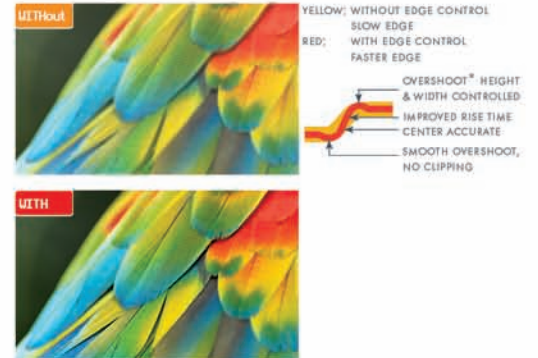 WITHout
YELLOW; WITHOUT EDGE CONTROL
SLOW EDGE
RED; WITH EDGE CONTROL
FASTER EDGE
OVERSHOOT* HEIGHT
& WIDTH CONTROLLED
IMPROVED RISE TIME
CENTER ACCURATE
SMOOTH OVERSHOOT,
NO CLIPPING
WITH